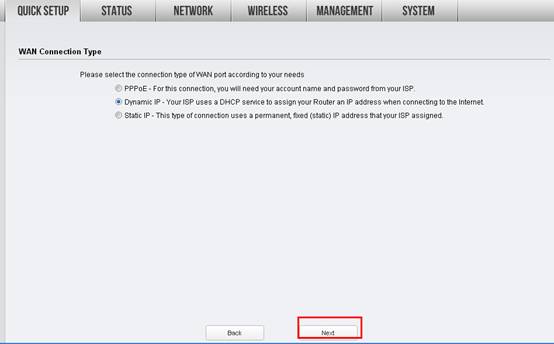 QUICK SETUP STATUS NETWORK WIRELESS MANAGEMENT SYSTEM
WAN Connection Type
Please select the connection type of WAN port according to your needs
PPPoE - For this connection, you will need your account name and password from your ISP.
Dynamic IP - Your ISP uses a DHCP service to assign your Router an IP address when connecting to the Internet.
Static IP - This type of connection uses a permanent, fixed (static) IP address that your ISP assigned.
Back Next